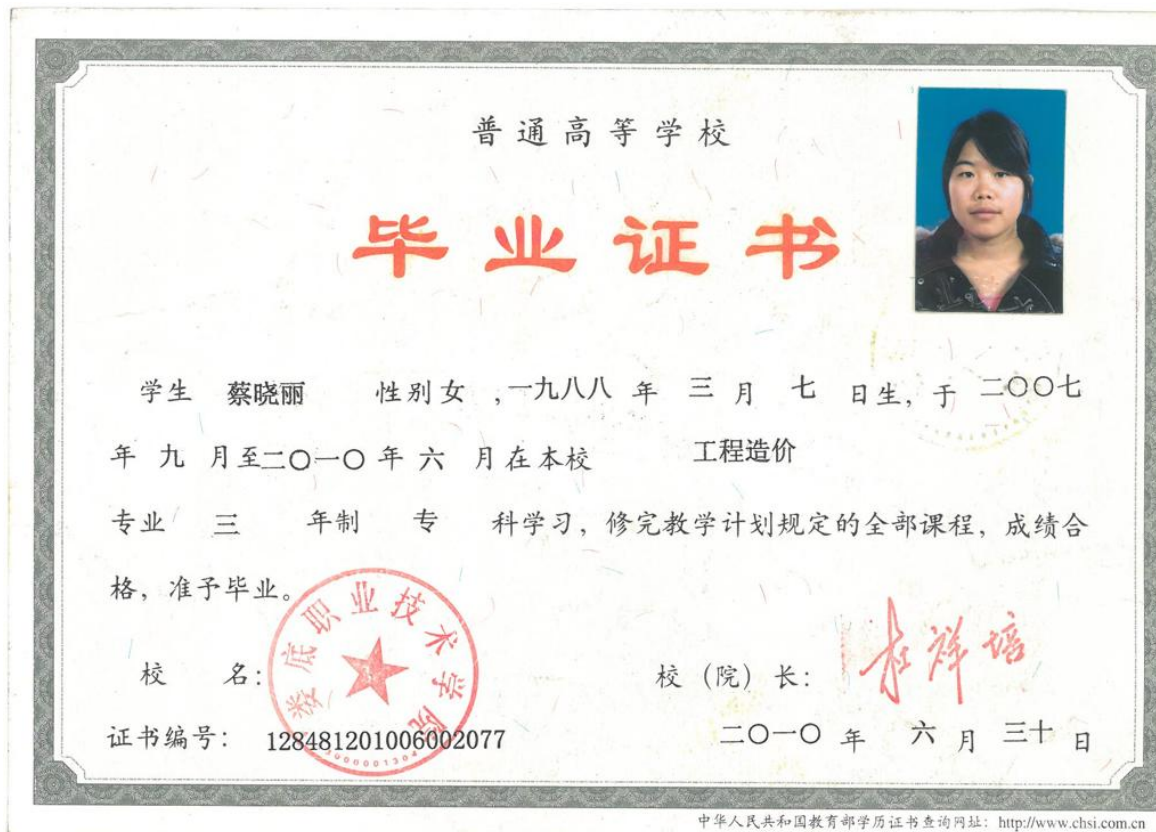 普通高等学校
毕业证书
学生 蔡晓丽 性别 女 ,一九八八 年 三 月 七 日生,于 二〇〇七
年 九 月至二〇一〇年 六 月在本校 工程造价
专业 三 年制 专 科学习,修完教学计划规定的全部课程,成绩合
格,准予毕业。
娄底职业技术学院
校 名:
校(院)长:
证书编号: 128481201006002077
二〇一〇 年 六 月 三十 日
中华人民共和国教育部学历证书查询网址: http://www.chsi.com.cn